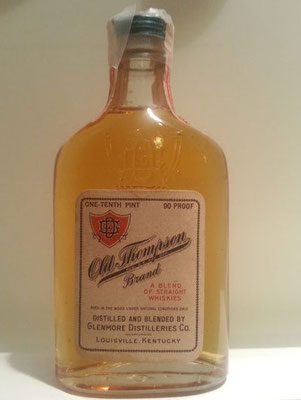 ONE-TENTH PINT 90 PROOF
Old Thompson
Brand
A BLEND
OF STRAIGHT
WHISKIES
DISTILLED AND BLENDED BY
GLENMORE DISTILLERIES CO.
LOUISVILLE, KENTUCKY